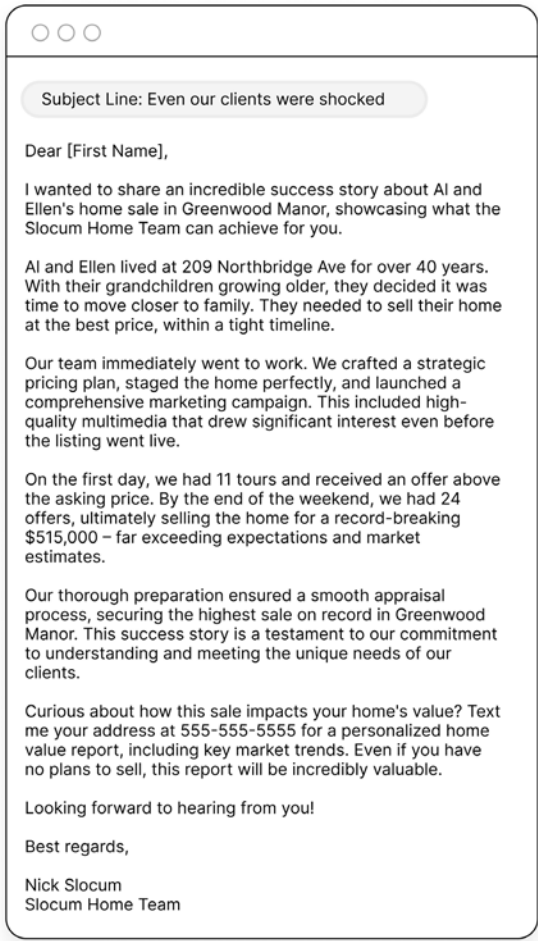 Subject Line: Even our clients were shocked
Dear [First Name],
I wanted to share an incredible success story about Al and
Ellen's home sale in Greenwood Manor, showcasing what the
Slocum Home Team can achieve for you.
Al and Ellen lived at 209 Northbridge Ave for over 40 years.
With their grandchildren growing older, they decided it was
time to move closer to family. They needed to sell their home
at the best price, within a tight timeline.
Our team immediately went to work. We crafted a strategic
pricing plan, staged the home perfectly, and launched a
comprehensive marketing campaign. This included high-
quality multimedia that drew significant interest even before
the listing went live.
On the first day, we had 11 tours and received an offer above
the asking price. By the end of the weekend, we had 24
offers, ultimately selling the home for a record-breaking
$515,000 – far exceeding expectations and market
estimates.
Our thorough preparation ensured a smooth appraisal
process, securing the highest sale on record in Greenwood
Manor. This success story is a testament to our commitment
to understanding and meeting the unique needs of our
clients.
Curious about how this sale impacts your home's value? Text
me your address at 555-555-5555 for a personalized home
value report, including key market trends. Even if you have
no plans to sell, this report will be incredibly valuable.
Looking forward to hearing from you!
Best regards,
Nick Slocum
Slocum Home Team